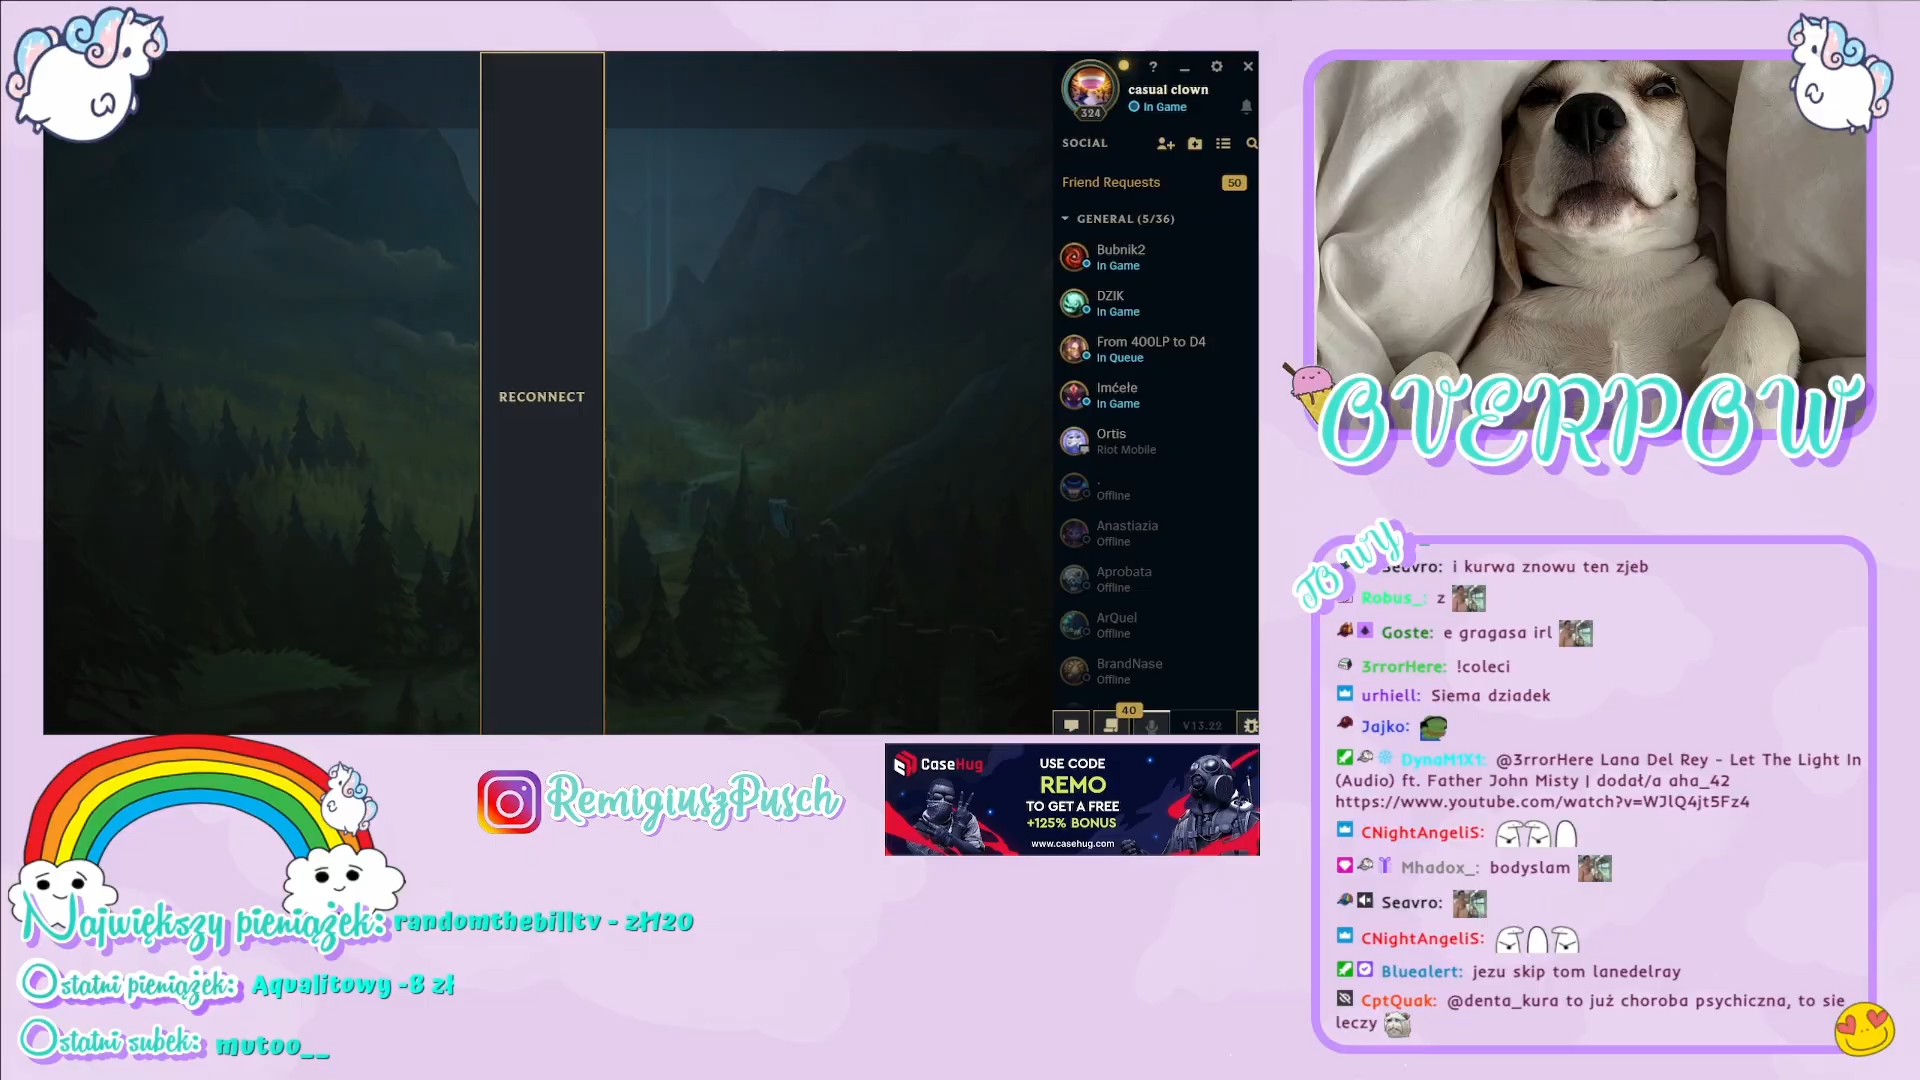 casual clown
In Game
324
SOCIAL
Friend Requests
50
GENERAL (5/36)
Bubnik2
In Game
DZIK
In Game
From 400LP to D4
In Queue
Imćełe
In Game
Ortis
Riot Mobile
.
Offline
Anastiazia
Offline
Aprobata
Offline
ArQuel
Offline
BrandNase
Offline
40
V13.22
RECONNECT
OVERPOW
TO WY
Seavro: i kurwa znowu ten zjeb
Robus_: z
Goste: e gragasa irl
3rrorHere: !coleci
urhiell: Siema dziadek
Jajko:
DynaM1X1: @3rrorHere Lana Del Rey - Let The Light In
(Audio) ft. Father John Misty | dodał/a aha_42
https://www.youtube.com/watch?v=WJlQ4jt5Fz4
CNightAngeliS:
Mhadox_: bodyslam
Seavro:
CNightAngeliS:
Bluealert: jezu skip tom lanedelray
CptQuak: @denta_kura to już choroba psychiczna, to sie
leczy
RemigiuszPusch
CaseHug
USE CODE
REMO
TO GET A FREE
+125% BONUS
www.casehug.com
Największy pieniążek: randomthebilltv - zł120
Ostatni pieniążek: Aqualitowy -8 zł
Ostatni subek: mutoo__